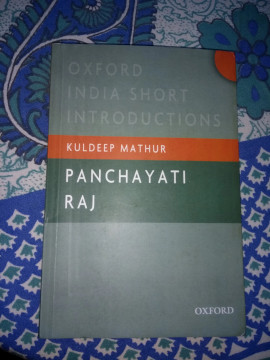 OXFORD
INDIA SHORT
INTRODUCTIONS
KULDEEP MATHUR
PANCHAYATI
RAJ
OXFORD